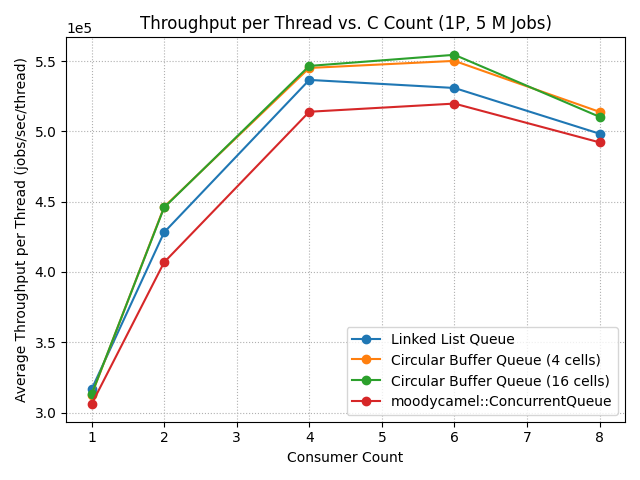 Throughput per Thread vs. C Count (1P, 5 M Jobs)
1e5
Average Throughput per Thread (jobs/sec/thread)
5.5
5.0
4.5
4.0
3.5
3.0
Linked List Queue
Circular Buffer Queue (4 cells)
Circular Buffer Queue (16 cells)
moodycamel::ConcurrentQueue
1 2 3 4 5 6 7 8
Consumer Count